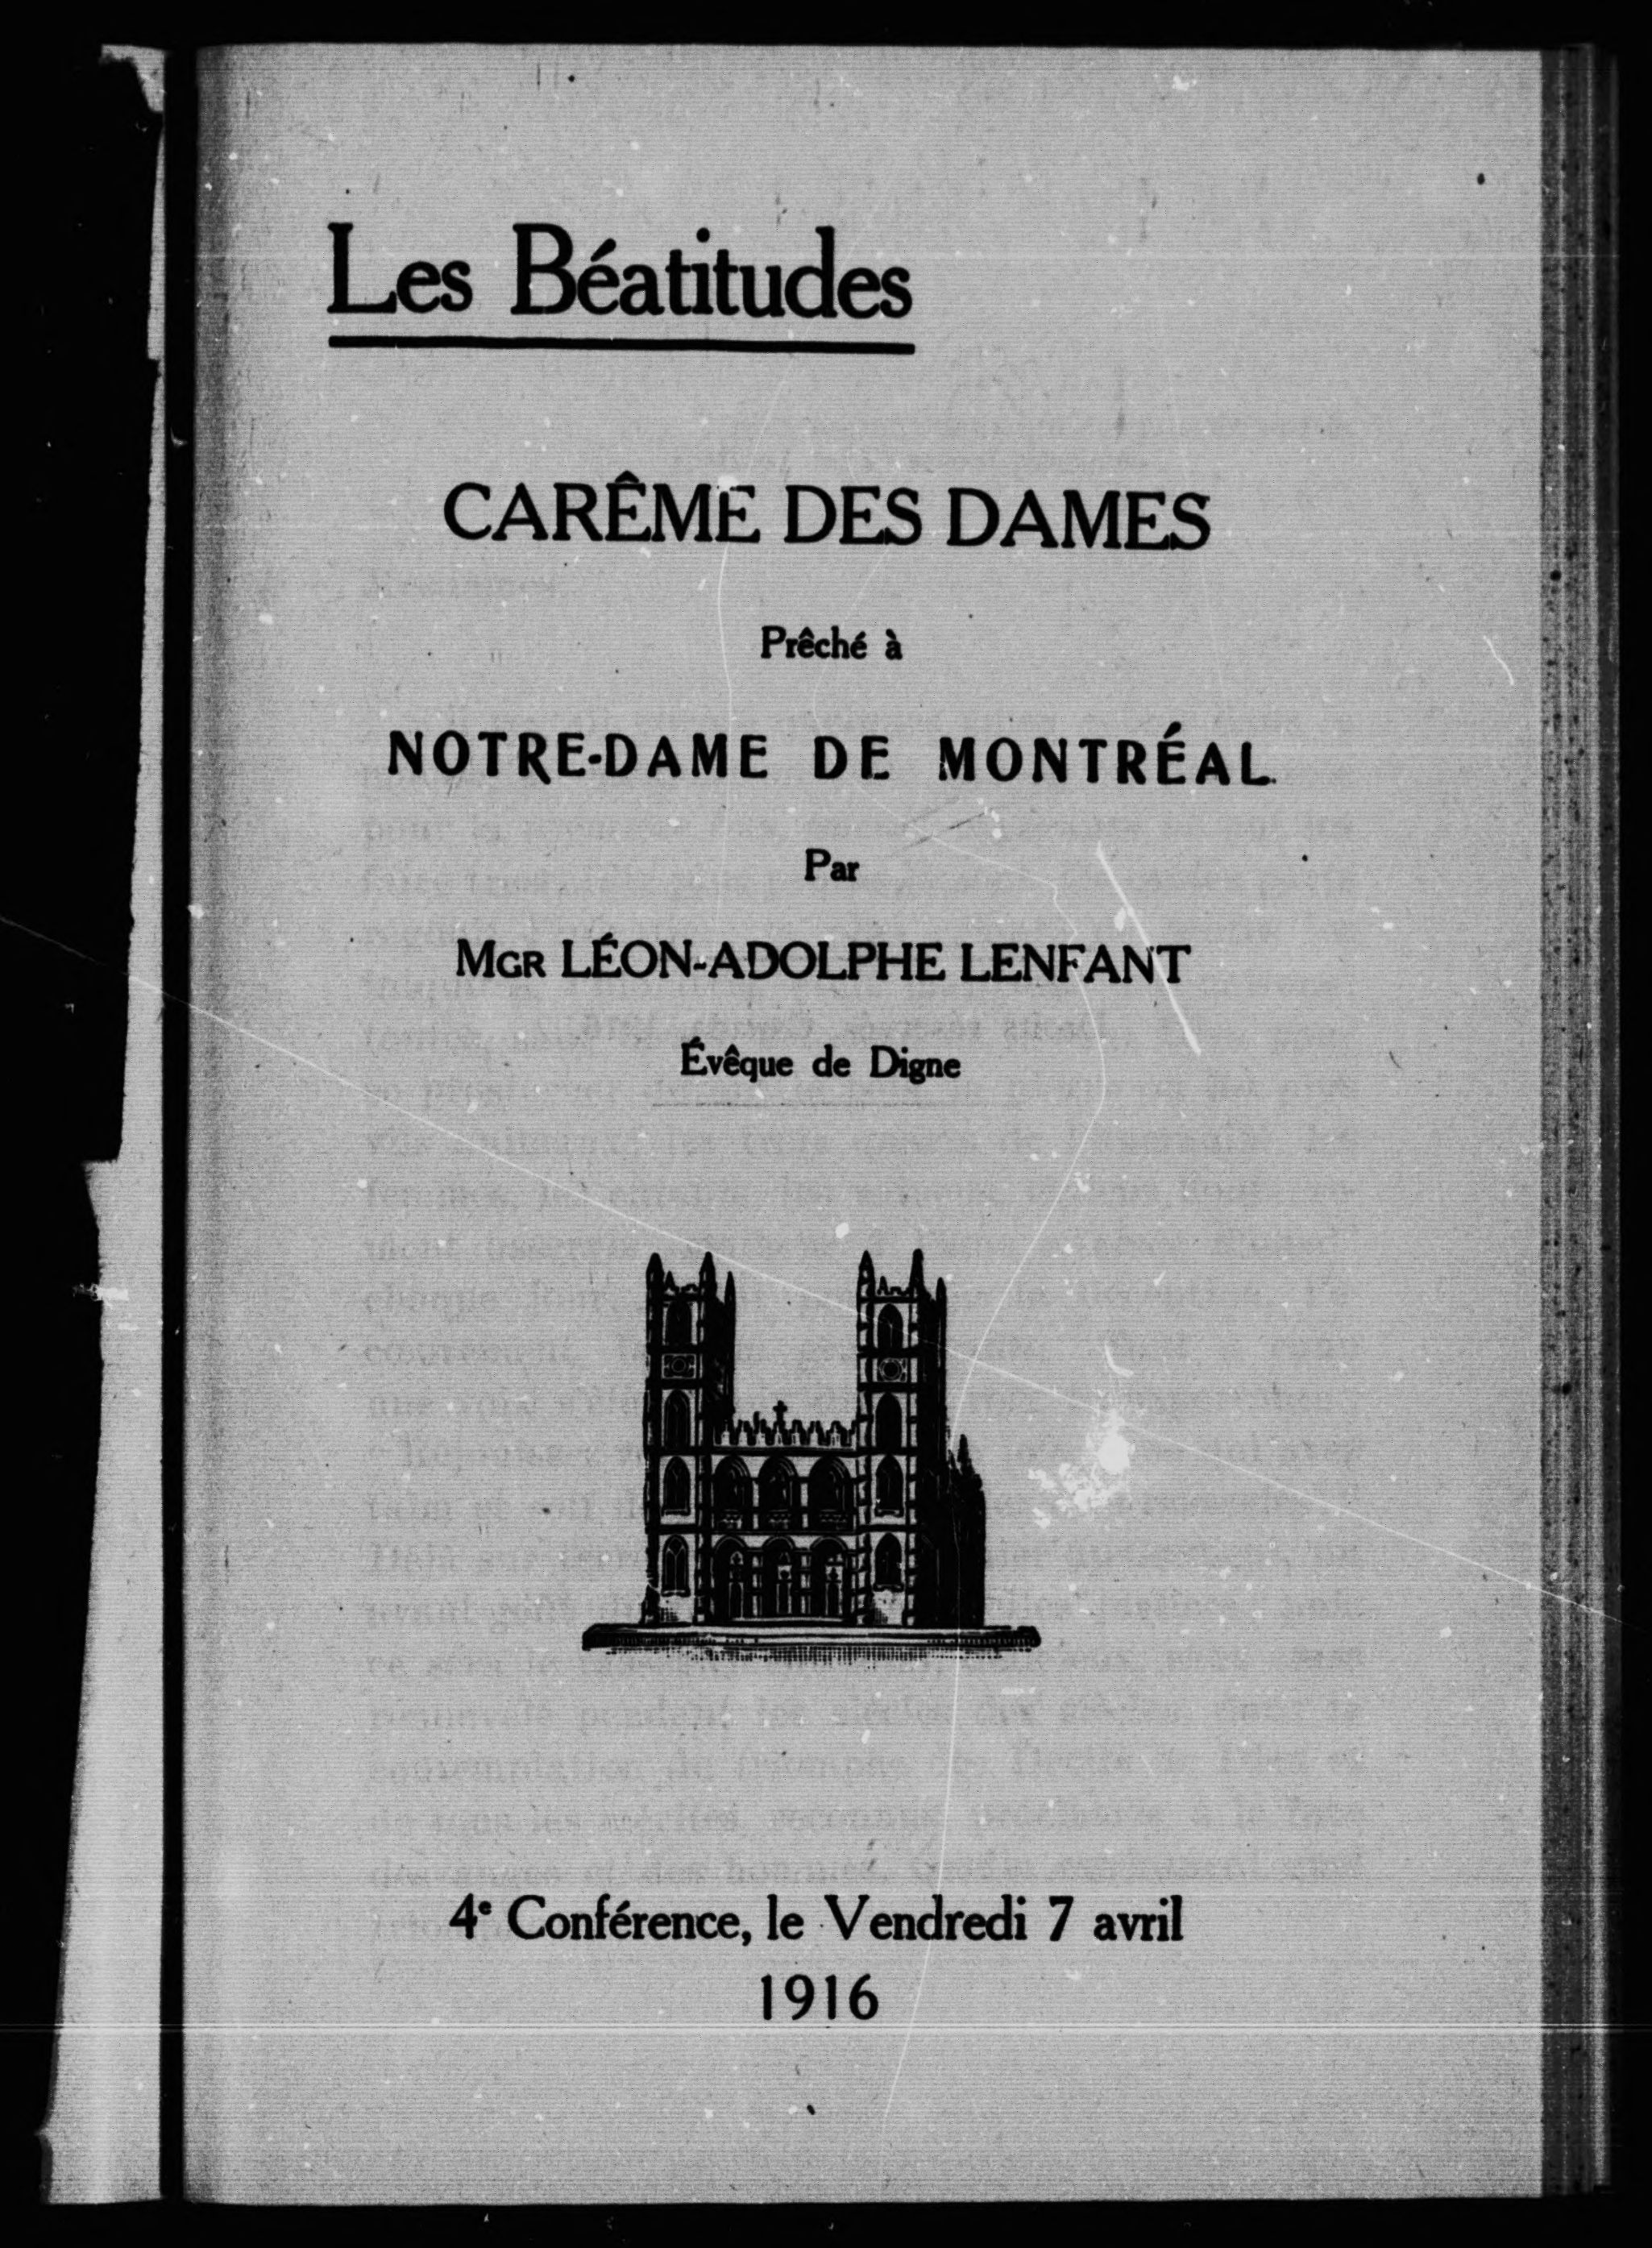 Les Béatitudes
CARÊME DES DAMES
Prêché à
NOTRE-DAME DE MONTRÉAL
Par
MGR LÉON-ADOLPHE LENFANT
Évêque de Digne
4e Conférence, le Vendredi 7 avril
1916